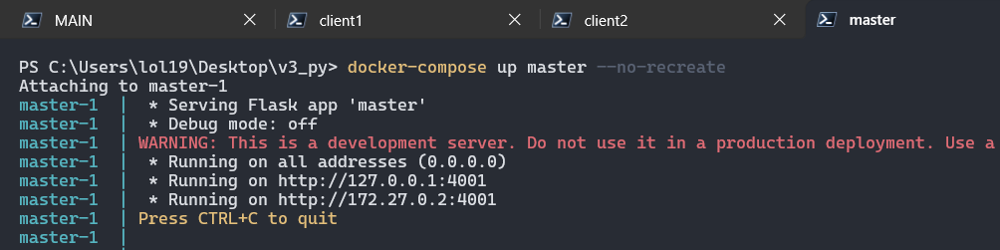 MAIN
client1
client2
master
PS C:\Users\lol19\Desktop\v3_py> docker-compose up master --no-recreate
Attaching to master-1
master-1 | * Serving Flask app 'master'
master-1 | * Debug mode: off
master-1 | WARNING: This is a development server. Do not use it in a production deployment. Use a
master-1 | * Running on all addresses (0.0.0.0)
master-1 | * Running on http://127.0.0.1:4001
master-1 | * Running on http://172.27.0.2:4001
master-1 | Press CTRL+C to quit
master-1 |